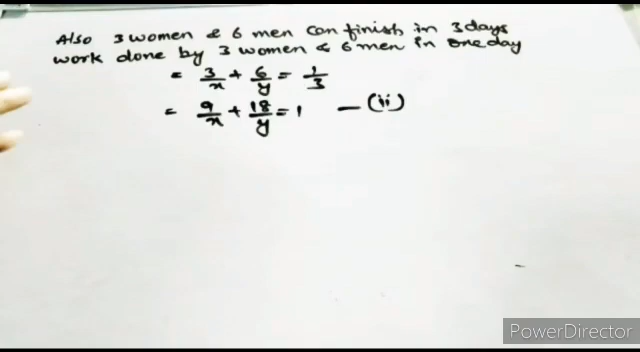 Also 3 women & 6 men can finish in 3 days
work done by 3 women & 6 men in one day
= 3/x + 6/y = 1/3
= 9/x + 18/y = 1 — (ii)
PowerDirector